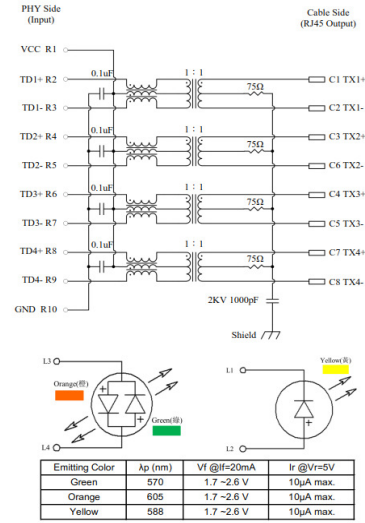 PHY Side
(Input)
Cable Side
(RJ45 Output)
VCC R1
0.1uF
1 : 1
TD1+ R2
C1 TX1+
75Ω
TD1- R3
C2 TX1-
0.1uF
1 : 1
TD2+ R4
C3 TX2+
75Ω
TD2- R5
C6 TX2-
0.1uF
1 : 1
TD3+ R6
C4 TX3+
75Ω
TD3- R7
C5 TX3-
0.1uF
1 : 1
TD4+ R8
C7 TX4+
75Ω
TD4- R9
C8 TX4-
2KV 1000pF
GND R10
Shield
L3
Orange(橙)
+
Green(綠)
L4
Yellow(黃)
L1
+
L2
Emitting Color λp (nm) Vf @If=20mA Ir @Vr=5V
Green 570 1.7 ~2.6 V 10μA max.
Orange 605 1.7 ~2.6 V 10μA max.
Yellow 588 1.7 ~2.6 V 10μA max.